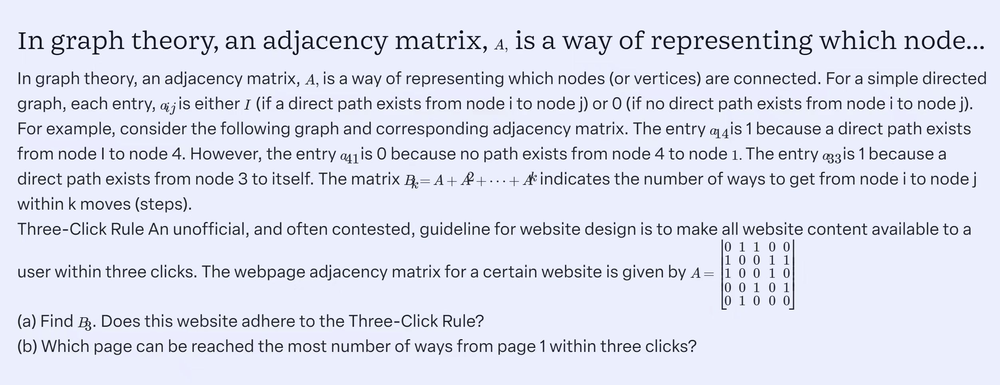 In graph theory, an adjacency matrix, A, is a way of representing which node...
In graph theory, an adjacency matrix, A, is a way of representing which nodes (or vertices) are connected. For a simple directed
graph, each entry, a_{ij} is either I (if a direct path exists from node i to node j) or 0 (if no direct path exists from node i to node j).
For example, consider the following graph and corresponding adjacency matrix. The entry a_{14} is 1 because a direct path exists
from node I to node 4. However, the entry a_{41} is 0 because no path exists from node 4 to node 1. The entry a_{33} is 1 because a
direct path exists from node 3 to itself. The matrix B_k = A + A^2 + ··· + A^k indicates the number of ways to get from node i to node j
within k moves (steps).
Three-Click Rule An unofficial, and often contested, guideline for website design is to make all website content available to a
user within three clicks. The webpage adjacency matrix for a certain website is given by A =
0 1 1 0 0
1 0 0 1 1
1 0 0 1 0
0 0 1 0 1
0 1 0 0 0
(a) Find B_3. Does this website adhere to the Three-Click Rule?
(b) Which page can be reached the most number of ways from page 1 within three clicks?